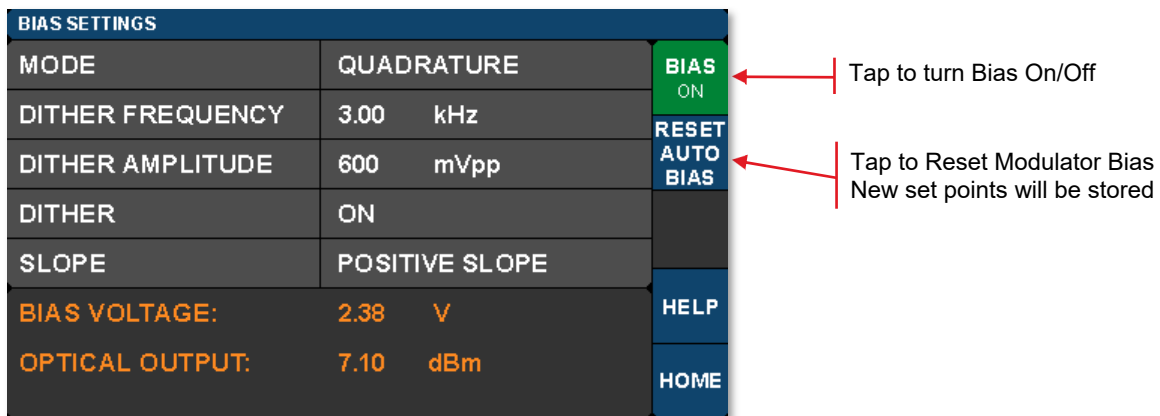 BIAS SETTINGS
MODE QUADRATURE
DITHER FREQUENCY 3.00 kHz
DITHER AMPLITUDE 600 mVpp
DITHER ON
SLOPE POSITIVE SLOPE
BIAS VOLTAGE: 2.38 V
OPTICAL OUTPUT: 7.10 dBm
BIAS
ON
RESET
AUTO
BIAS
HELP
HOME
Tap to turn Bias On/Off
Tap to Reset Modulator Bias
New set points will be stored